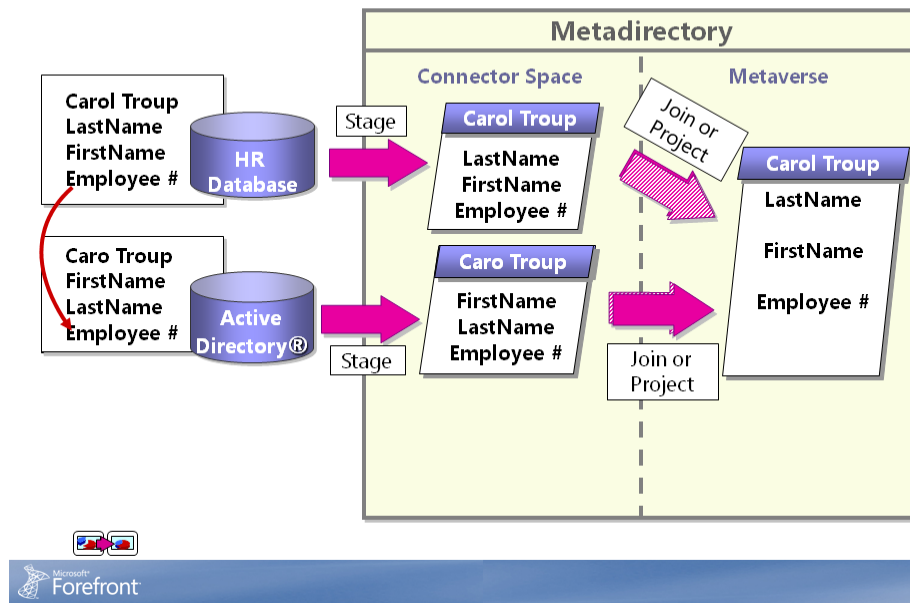 Metadirectory
Connector Space
Metaverse
Carol Troup
LastName
FirstName
Employee #
HR
Database
Stage
Carol Troup
LastName
FirstName
Employee #
Join or
Project
Carol Troup
LastName
FirstName
Employee #
Caro Troup
FirstName
LastName
Employee #
Active
Directory®
Stage
Caro Troup
FirstName
LastName
Employee #
Join or
Project
Microsoft®
Forefront